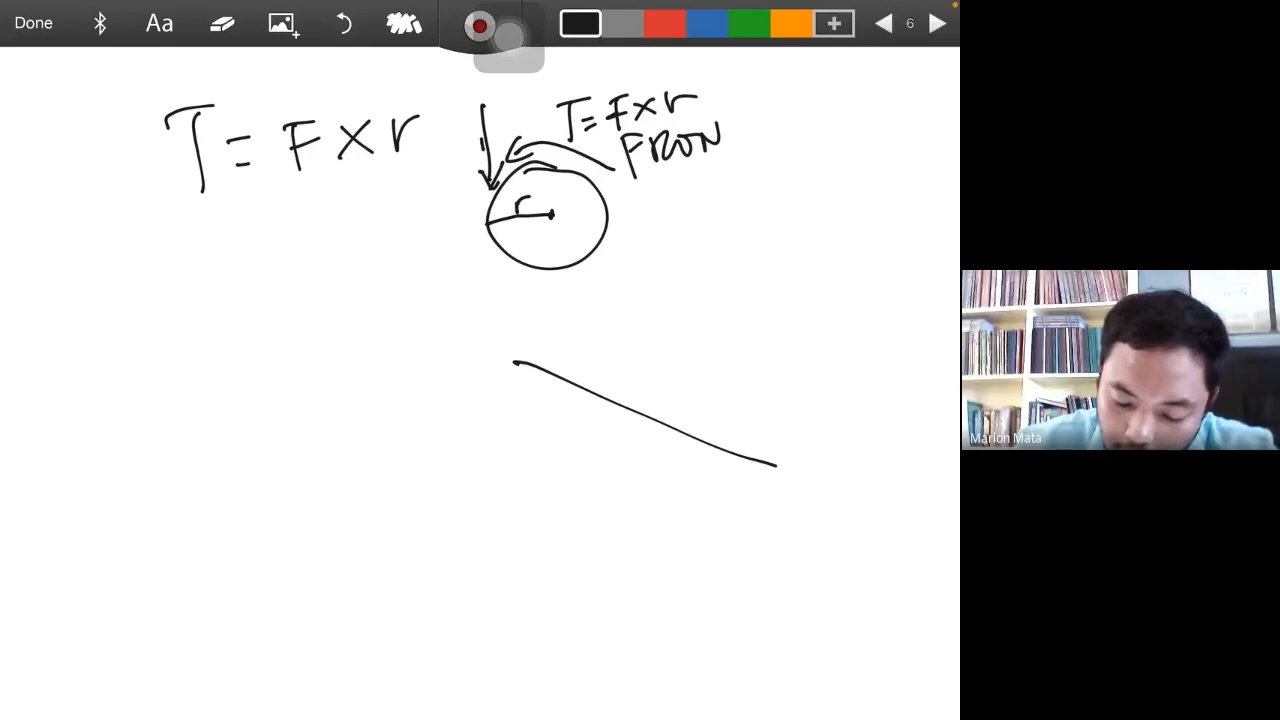 Done
Aa
6
T = F X r
T = F X r
FRON
r
Marlon Mata